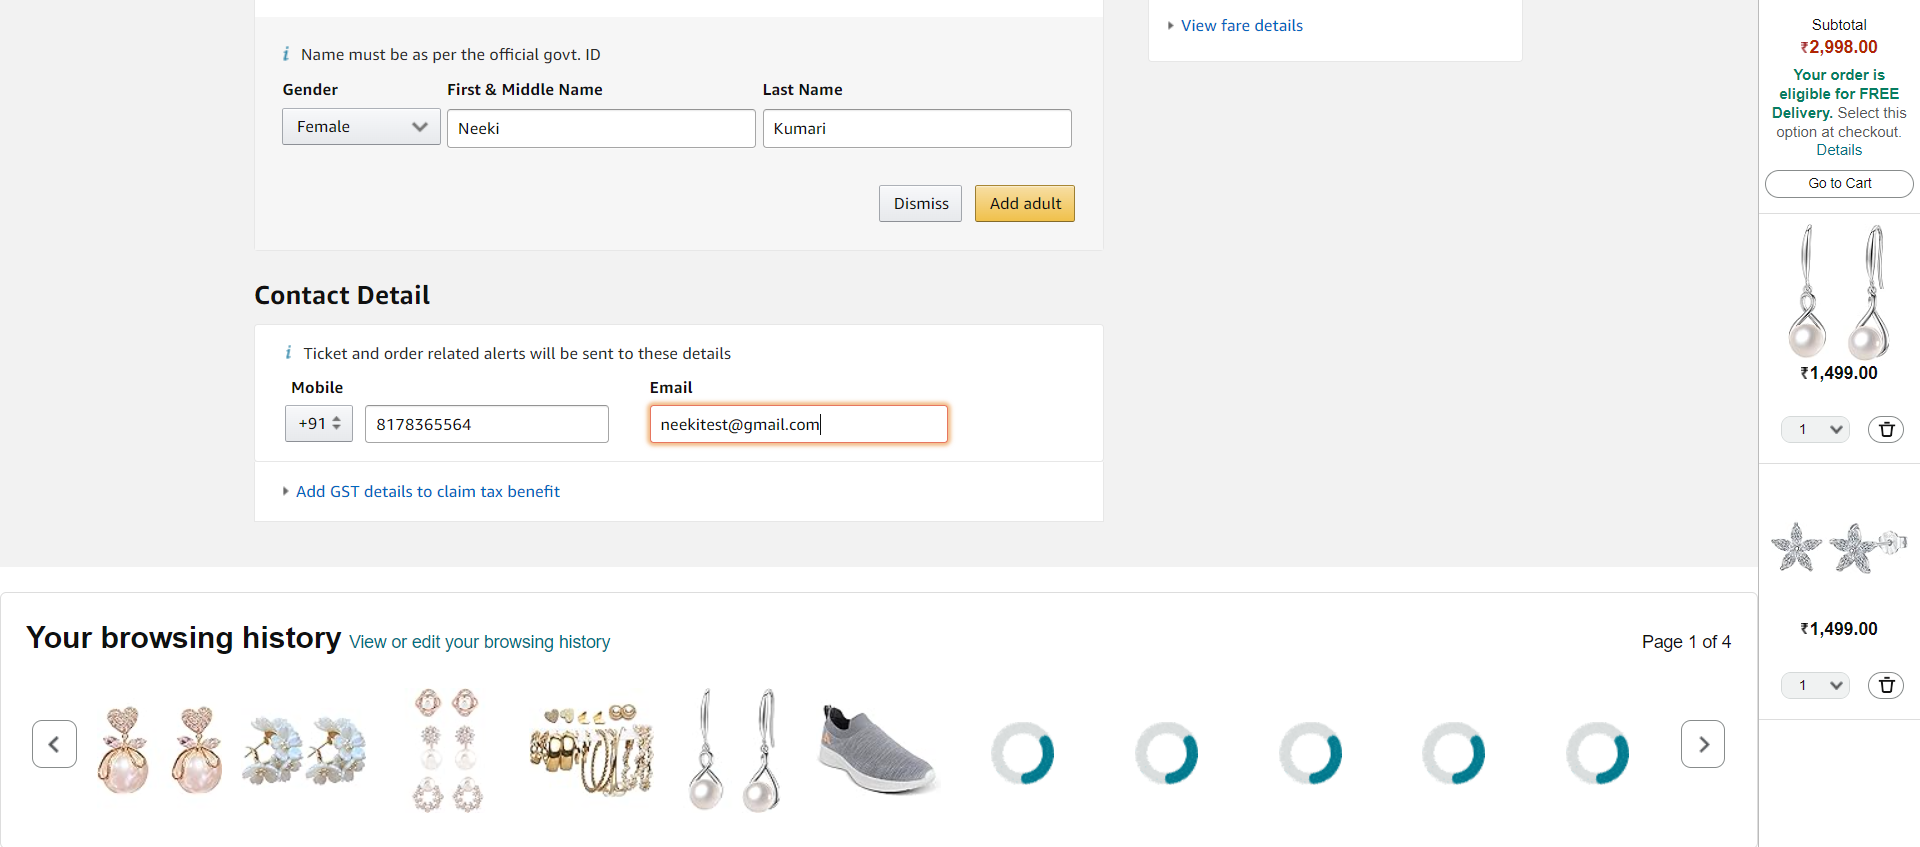 View fare details
Name must be as per the official govt. ID
Gender
First & Middle Name
Last Name
Female
Neeki
Kumari
Dismiss
Add adult
Contact Detail
Ticket and order related alerts will be sent to these details
Mobile
Email
+91
8178365564
neekitest@gmail.com
Add GST details to claim tax benefit
Your browsing history View or edit your browsing history
Page 1 of 4
Subtotal
₹2,998.00
Your order is
eligible for FREE
Delivery. Select this
option at checkout.
Details
Go to Cart
₹1,499.00
1
₹1,499.00
1